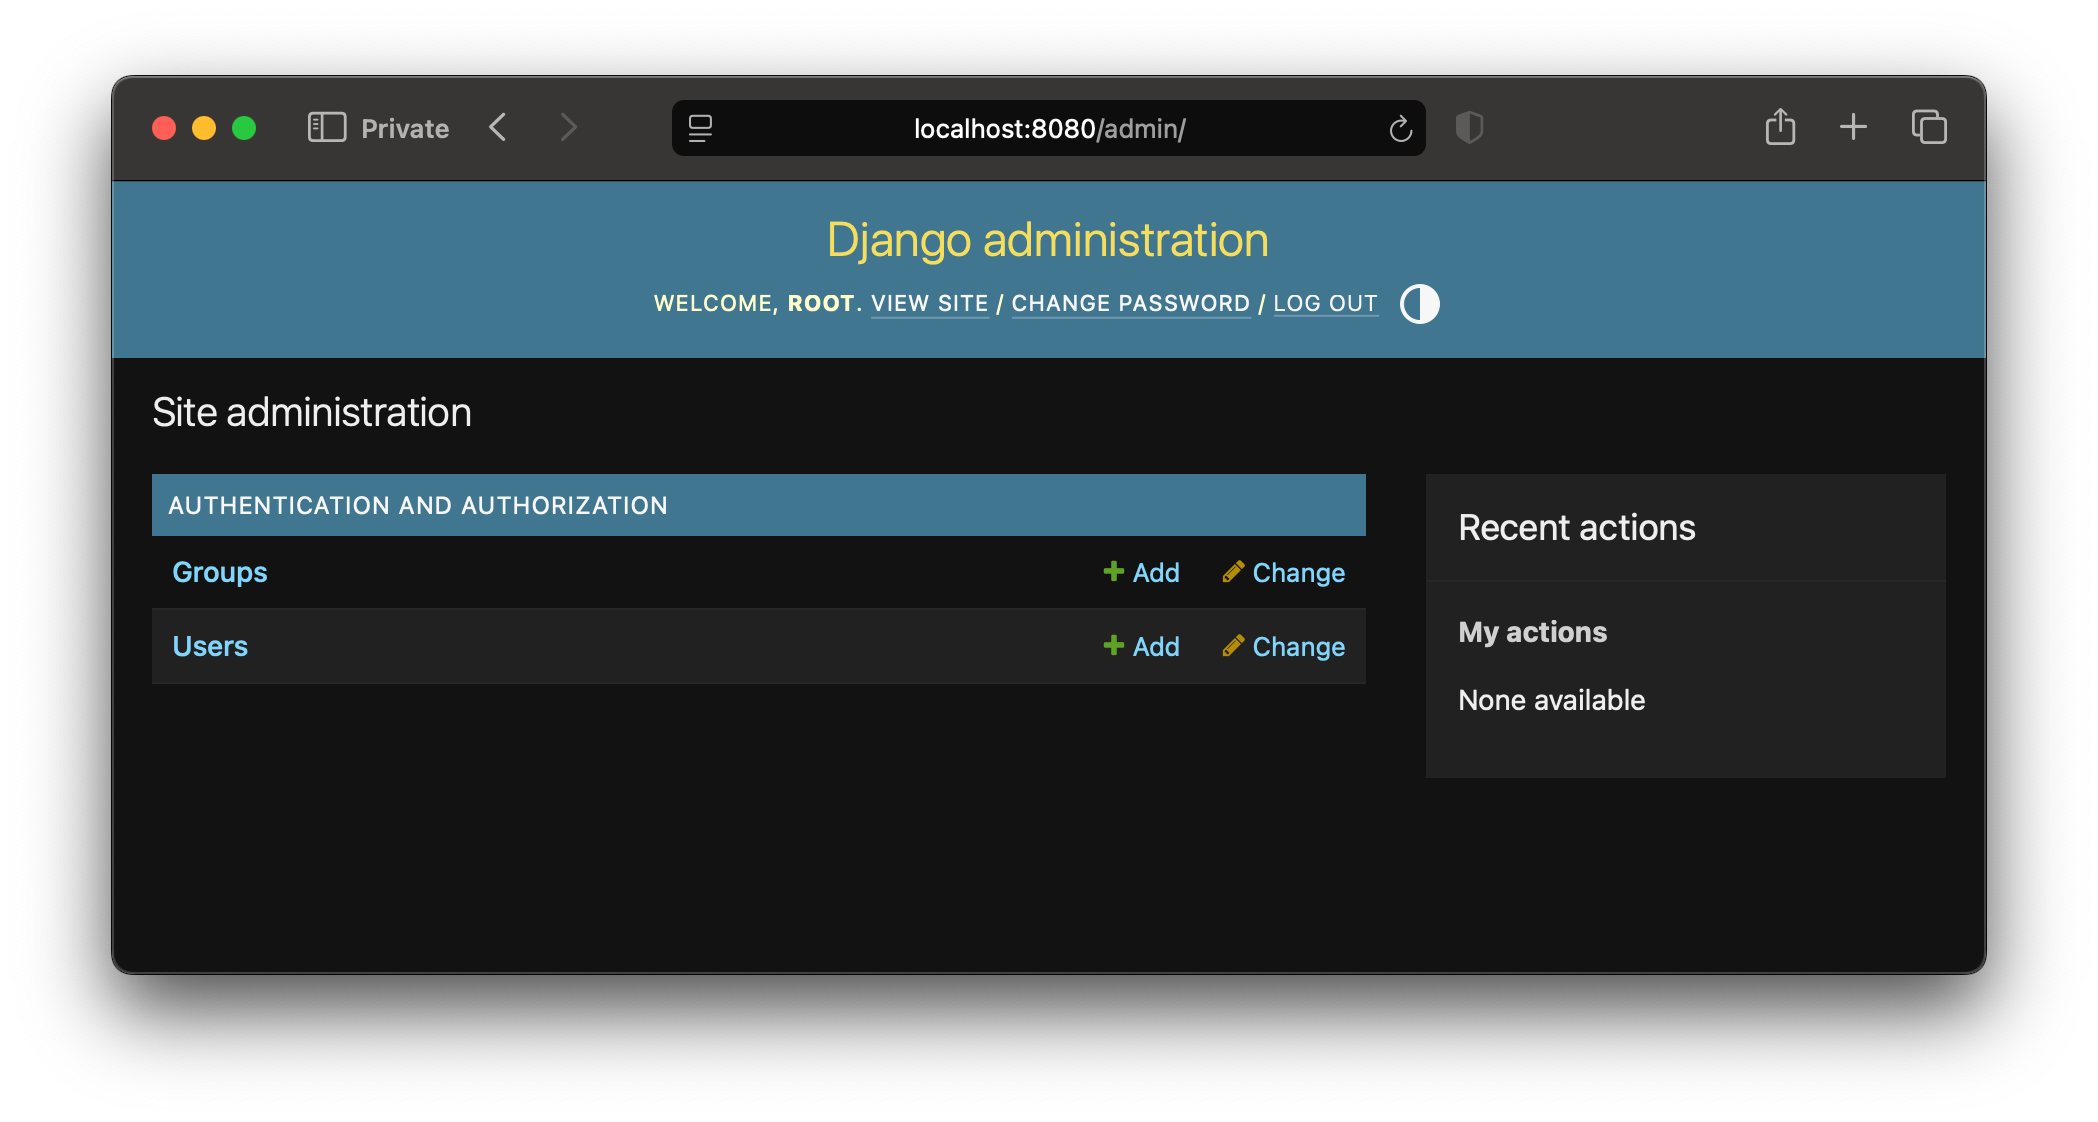 Private
localhost:8080/admin/
Django administration
WELCOME, ROOT. VIEW SITE / CHANGE PASSWORD / LOG OUT
Site administration
AUTHENTICATION AND AUTHORIZATION
Groups Add Change
Users Add Change
Recent actions
My actions
None available